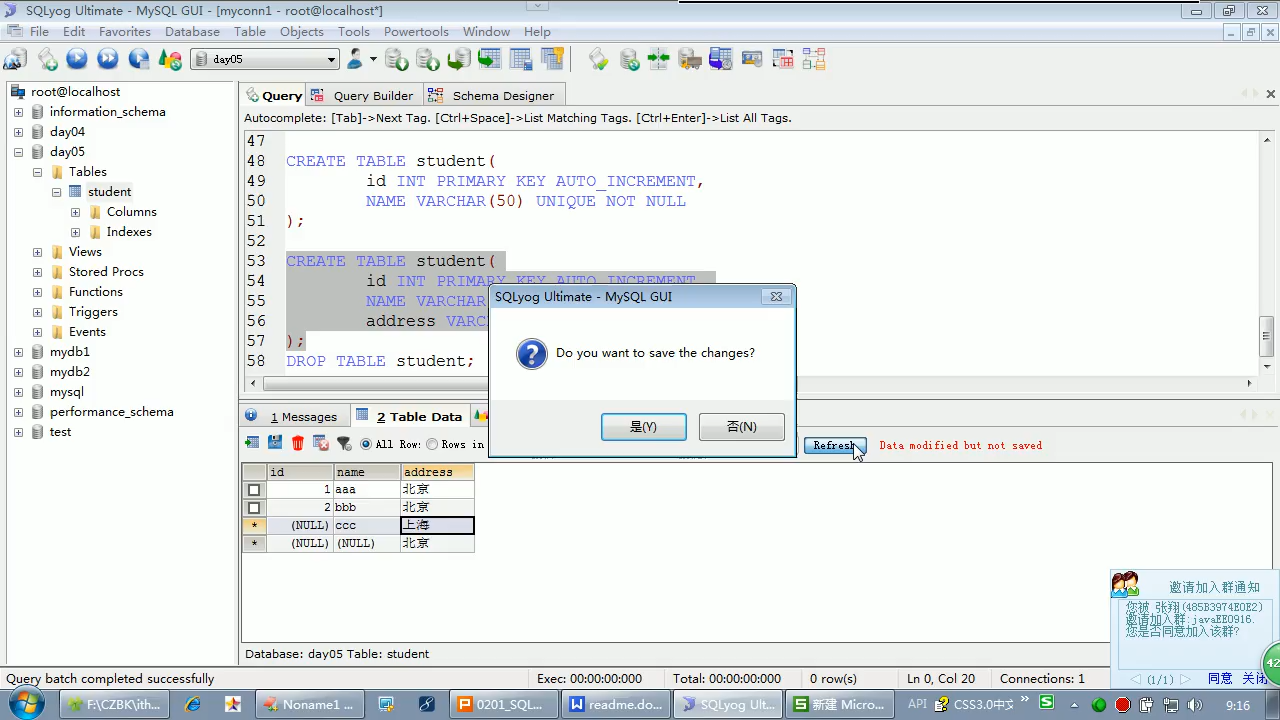 SQLyog Ultimate - MySQL GUI - [myconn1 - root@localhost*]
File Edit Favorites Database Table Objects Tools Powertools Window Help
day05
root@localhost
information_schema
day04
day05
Tables
student
Columns
Indexes
Views
Stored Procs
Functions
Triggers
Events
mydb1
mydb2
mysql
performance_schema
test
Query Query Builder Schema Designer
Autocomplete: [Tab]->Next Tag. [Ctrl+Space]->List Matching Tags. [Ctrl+Enter]->List All Tags.
47
48 CREATE TABLE student(
49 id INT PRIMARY KEY AUTO_INCREMENT,
50 NAME VARCHAR(50) UNIQUE NOT NULL
51 );
52
53 CREATE TABLE student(
54 id INT PRIMARY KEY AUTO_INCREMENT
55 NAME VARCHAR
56 address VARC
57 );
58 DROP TABLE student;
SQLyog Ultimate - MySQL GUI
Do you want to save the changes?
是(Y) 否(N)
1 Messages 2 Table Data
All Row: Rows in Refresh Data modified but not saved
id name address
1 aaa 北京
2 bbb 北京
* (NULL) ccc 上海
* (NULL) (NULL) 北京
Database: day05 Table: student
邀请加入群通知
您被 张翔(485B3974E0E2)
邀请加入群:javaEE0916.
您是否同意加入该群?
(1/1) 同意 关闭
42
Query batch completed successfully Exec: 00:00:00:000 Total: 00:00:00:000 0 row(s) Ln 0, Col 20 Connections: 1
F:\CZBK\ith... Noname1 ... 0201_SQL... readme.do... SQLyog Ult... 新建 Micro... API CSS3.0中文 9:16